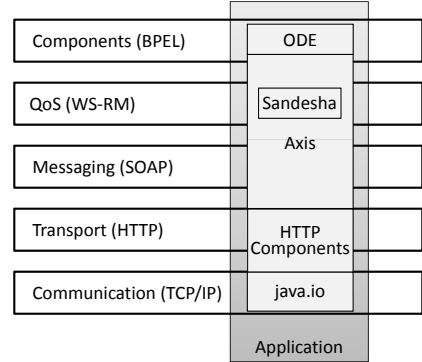 Components (BPEL)
ODE
QoS (WS-RM)
Sandesha
Axis
Messaging (SOAP)
Transport (HTTP)
HTTP
Components
Communication (TCP/IP)
java.io
Application